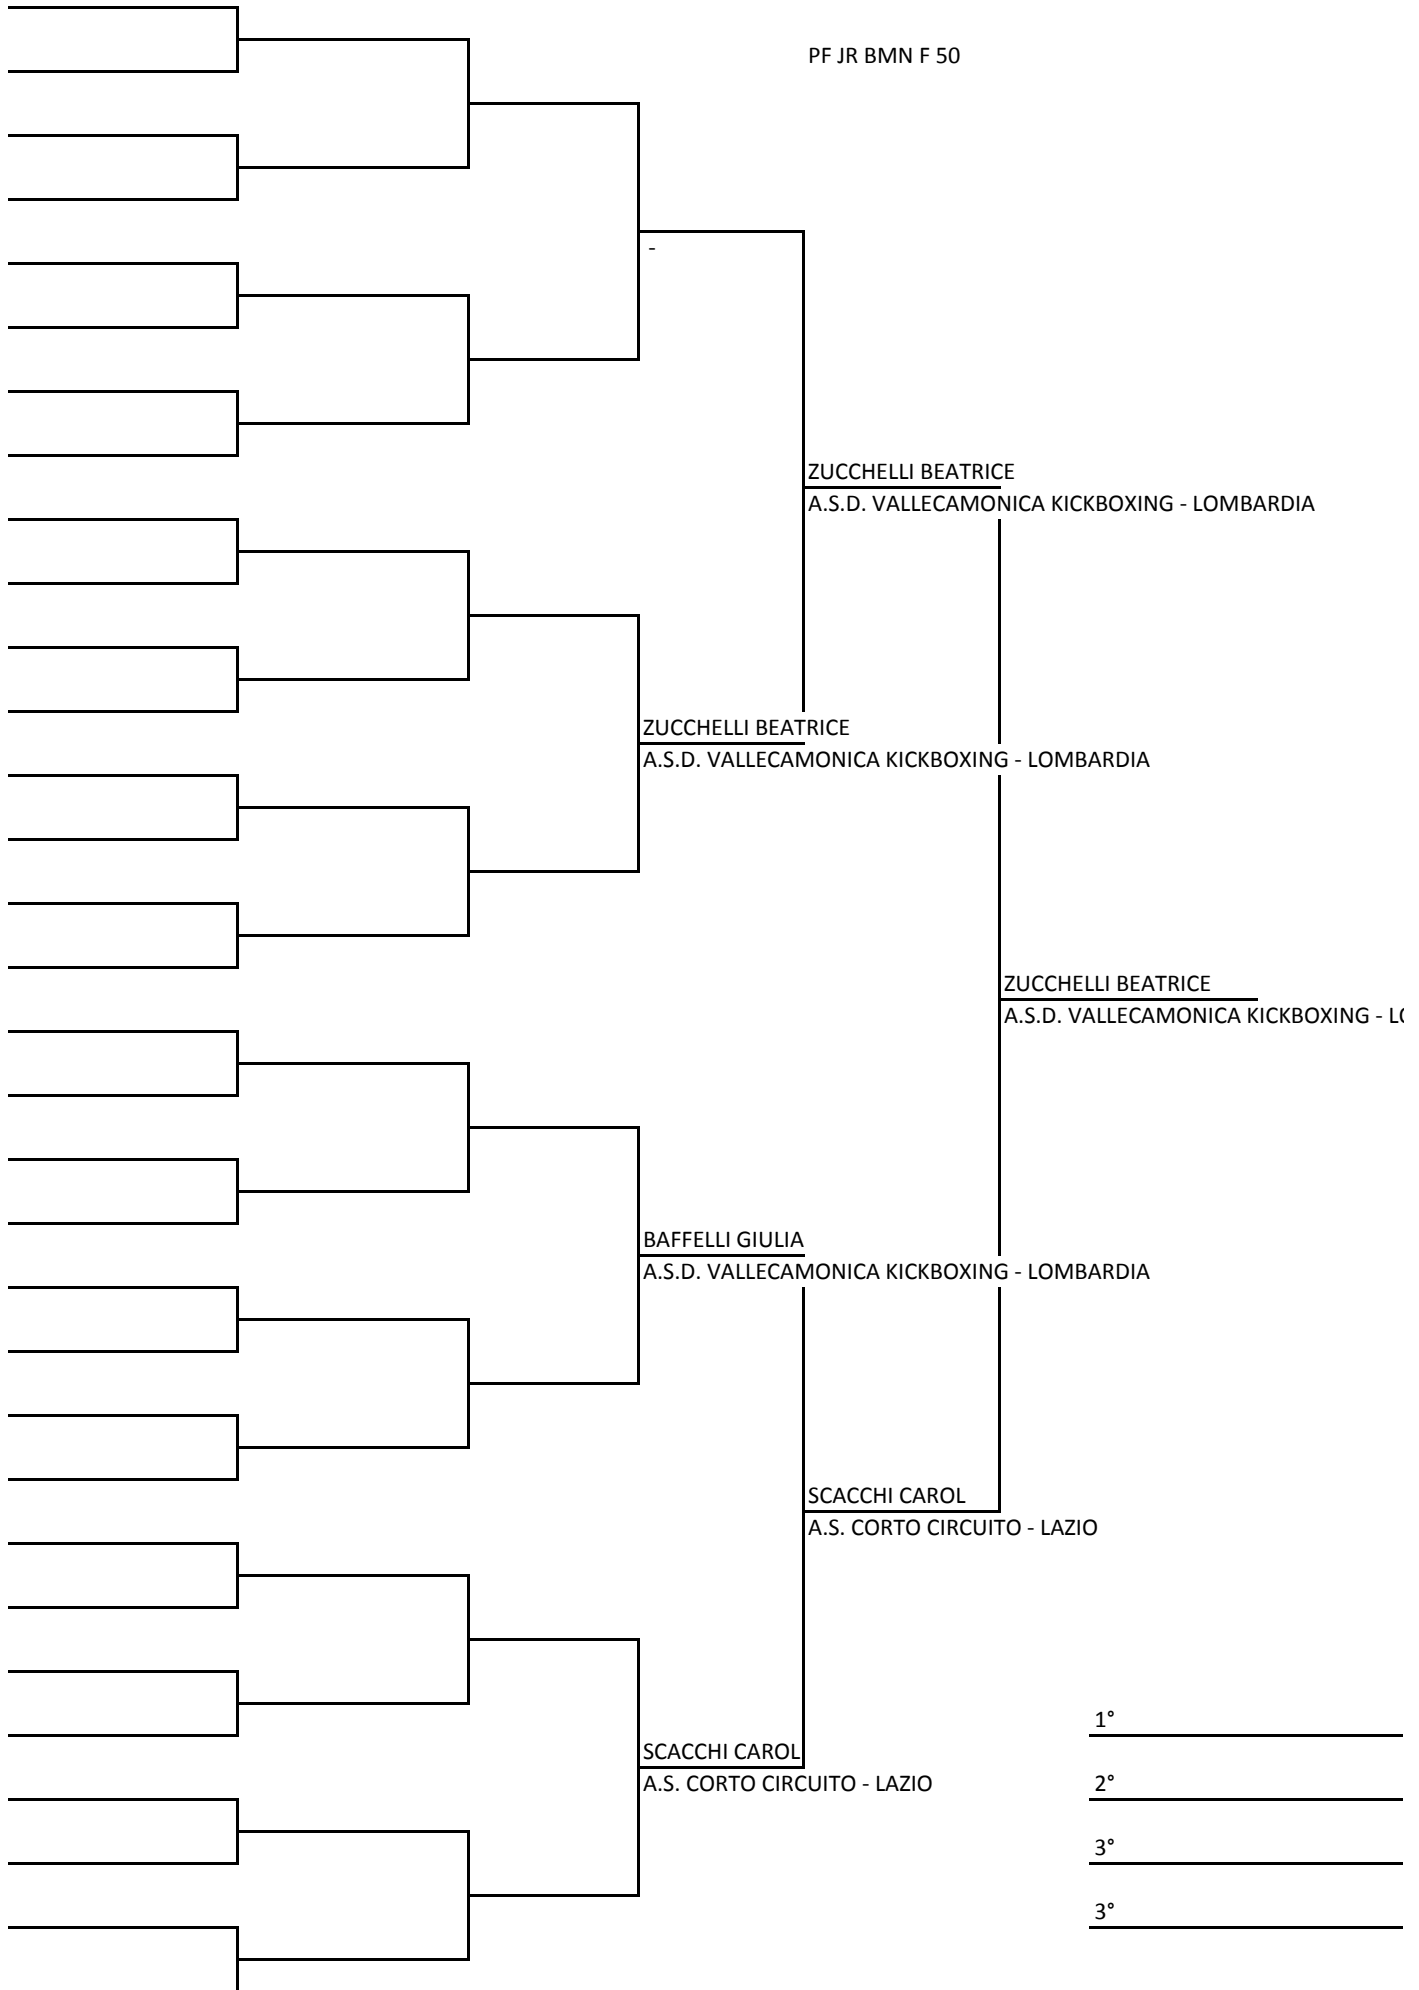 PF JR BMN F 50
-
ZUCCHELLI BEATRICE
A.S.D. VALLECAMONICA KICKBOXING - LOMBARDIA
ZUCCHELLI BEATRICE
A.S.D. VALLECAMONICA KICKBOXING - LOMBARDIA
ZUCCHELLI BEATRICE
A.S.D. VALLECAMONICA KICKBOXING - LO
BAFFELLI GIULIA
A.S.D. VALLECAMONICA KICKBOXING - LOMBARDIA
SCACCHI CAROL
A.S. CORTO CIRCUITO - LAZIO
1°
SCACCHI CAROL
A.S. CORTO CIRCUITO - LAZIO
2°
3°
3°